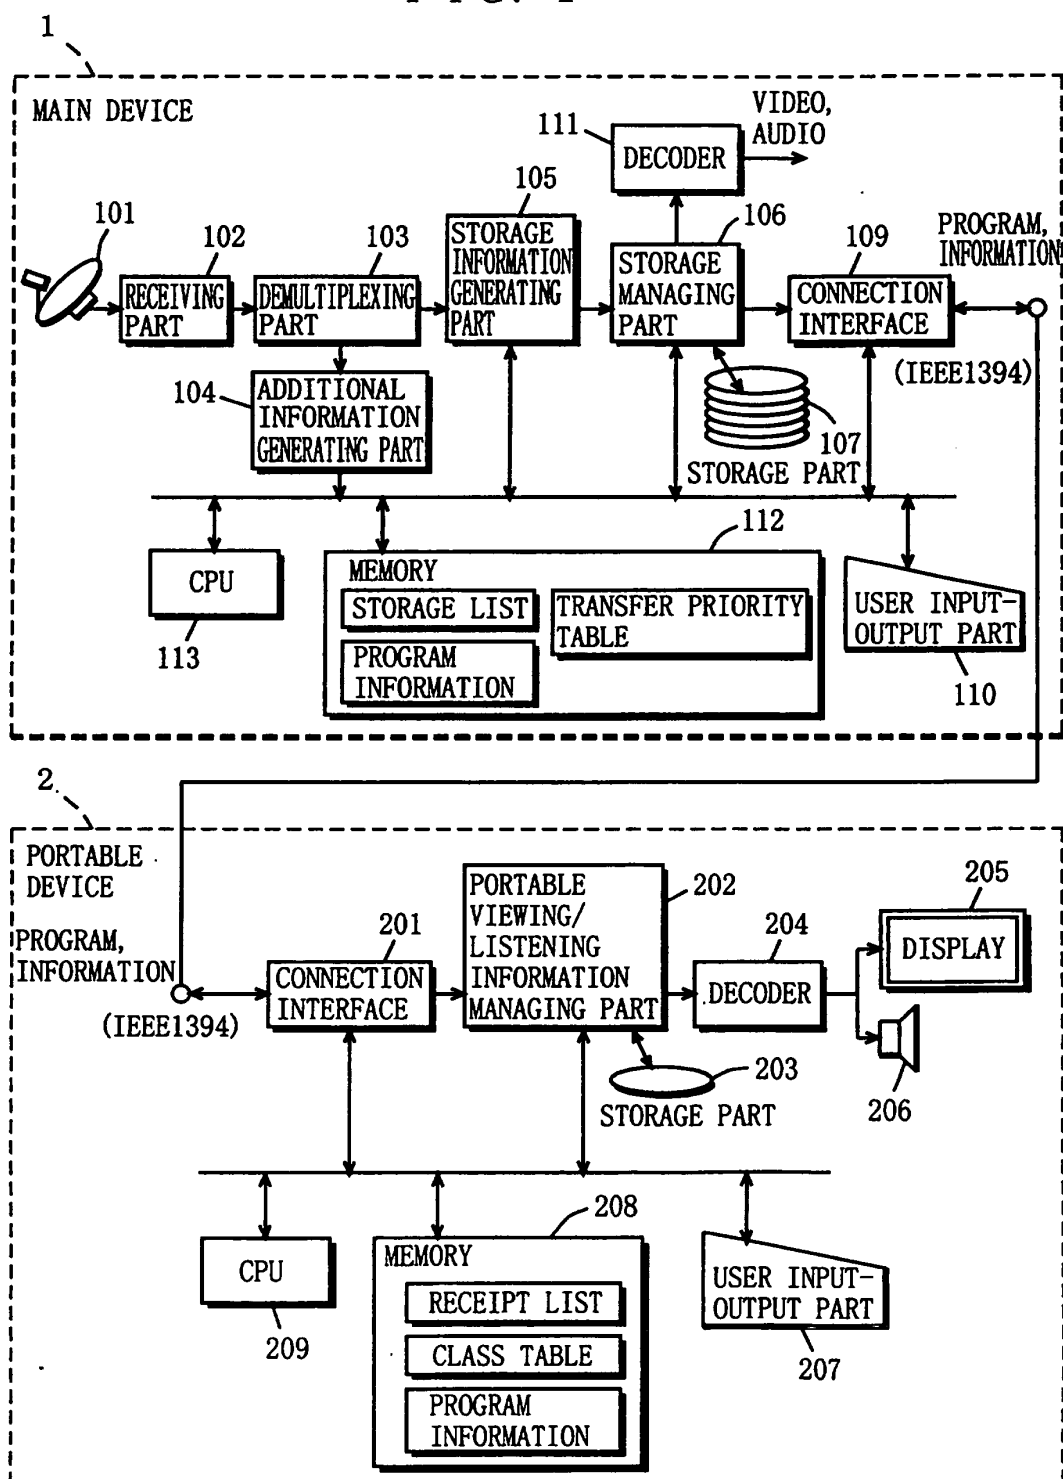 FIG. 1
1
MAIN DEVICE
VIDEO,
AUDIO
111
DECODER
105
101
102
103
STORAGE
INFORMATION
GENERATING
PART
106
109
PROGRAM,
INFORMATION
RECEIVING
PART
DEMULTIPLEXING
PART
STORAGE
MANAGING
PART
CONNECTION
INTERFACE
(IEEE1394)
104
ADDITIONAL
INFORMATION
GENERATING PART
107
STORAGE PART
112
CPU
113
MEMORY
STORAGE LIST
TRANSFER PRIORITY
TABLE
PROGRAM
INFORMATION
USER INPUT-
OUTPUT PART
110
2
PORTABLE
DEVICE
PROGRAM,
INFORMATION
(IEEE1394)
201
CONNECTION
INTERFACE
PORTABLE
VIEWING/
LISTENING
INFORMATION
MANAGING PART
202
204
DECODER
205
DISPLAY
203
STORAGE PART
206
208
CPU
209
MEMORY
RECEIPT LIST
CLASS TABLE
PROGRAM
INFORMATION
USER INPUT-
OUTPUT PART
207